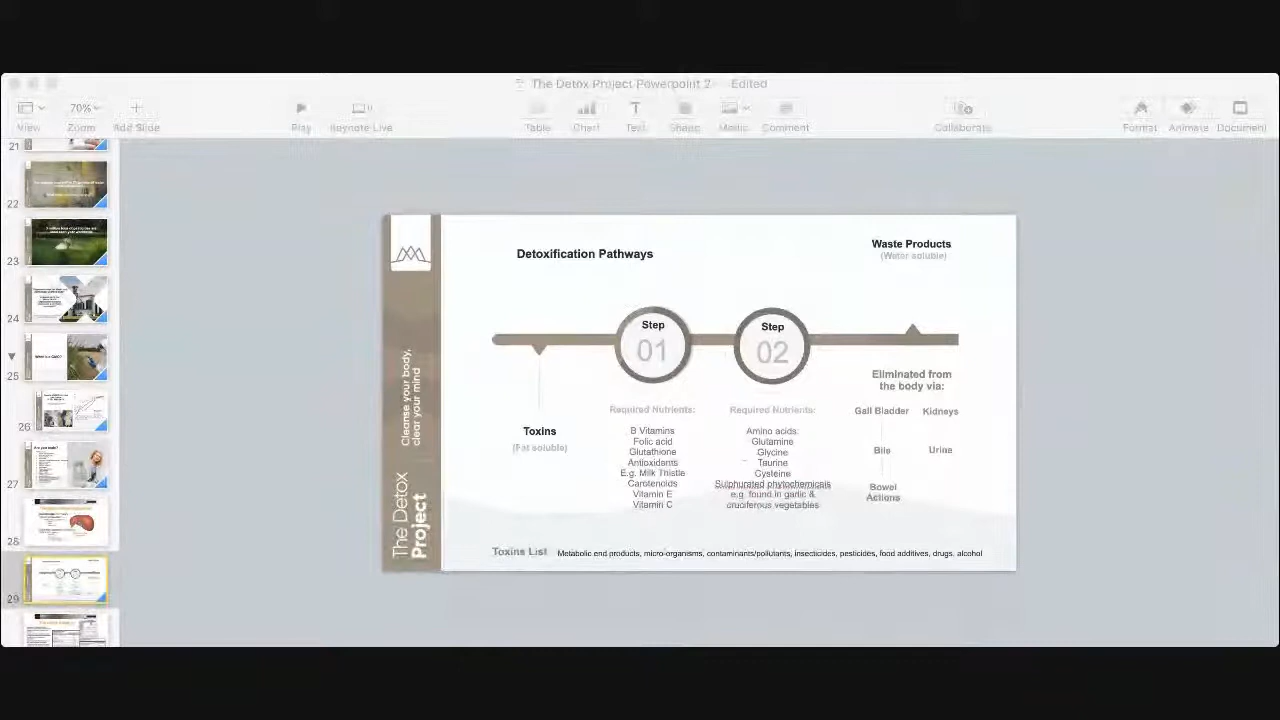 The Detox Project Powerpoint 2 — Edited
View
70%
Zoom
Add Slide
Play
Keynote Live
Table
Chart
Text
Shape
Media
Comment
Collaborate
Format
Animate
Document
21
22
23
24
25
26
27
28
29
The Detox
Project
Cleanse your body,
clear your mind
Detoxification Pathways
Waste Products
(Water soluble)
Step
01
Step
02
Toxins
(Fat soluble)
Required Nutrients:
B Vitamins
Folic acid
Glutathione
Antioxidants
E.g. Milk Thistle
Carotenoids
Vitamin E
Vitamin C
Required Nutrients:
Amino acids:
Glutamine
Glycine
Taurine
Cysteine
Sulphurated phytochemicals
e.g. found in garlic &
cruciferous vegetables
Eliminated from
the body via:
Gall Bladder
Kidneys
Bile
Urine
Bowel
Actions
Toxins List
Metabolic end products, micro-organisms, contaminants/pollutants, insecticides, pesticides, food additives, drugs. alcohol